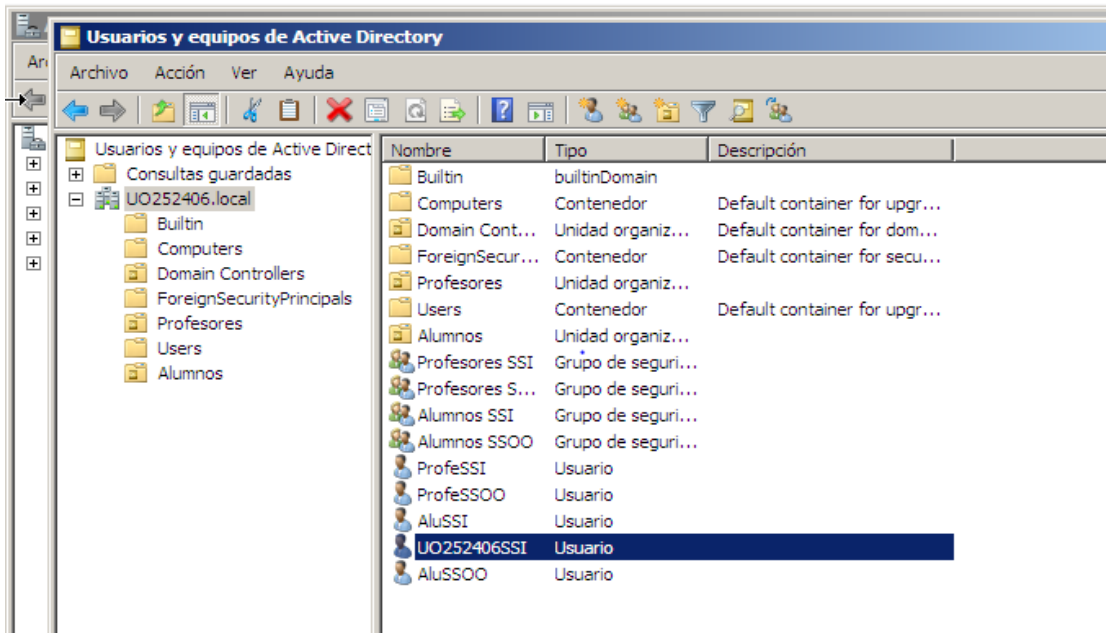 Usuarios y equipos de Active Directory
Archivo Acción Ver Ayuda
Usuarios y equipos de Active Direct
Consultas guardadas
UO252406.local
Builtin
Computers
Domain Controllers
ForeignSecurityPrincipals
Profesores
Users
Alumnos
Nombre Tipo Descripción
Builtin builtinDomain
Computers Contenedor Default container for upgr...
Domain Cont... Unidad organiz... Default container for dom...
ForeignSecur... Contenedor Default container for secu...
Profesores Unidad organiz...
Users Contenedor Default container for upgr...
Alumnos Unidad organiz...
Profesores SSI Grupo de seguri...
Profesores S... Grupo de seguri...
Alumnos SSI Grupo de seguri...
Alumnos SSOO Grupo de seguri...
ProfeSSI Usuario
ProfeSSOO Usuario
AluSSI Usuario
UO252406SSI Usuario
AluSSOO Usuario